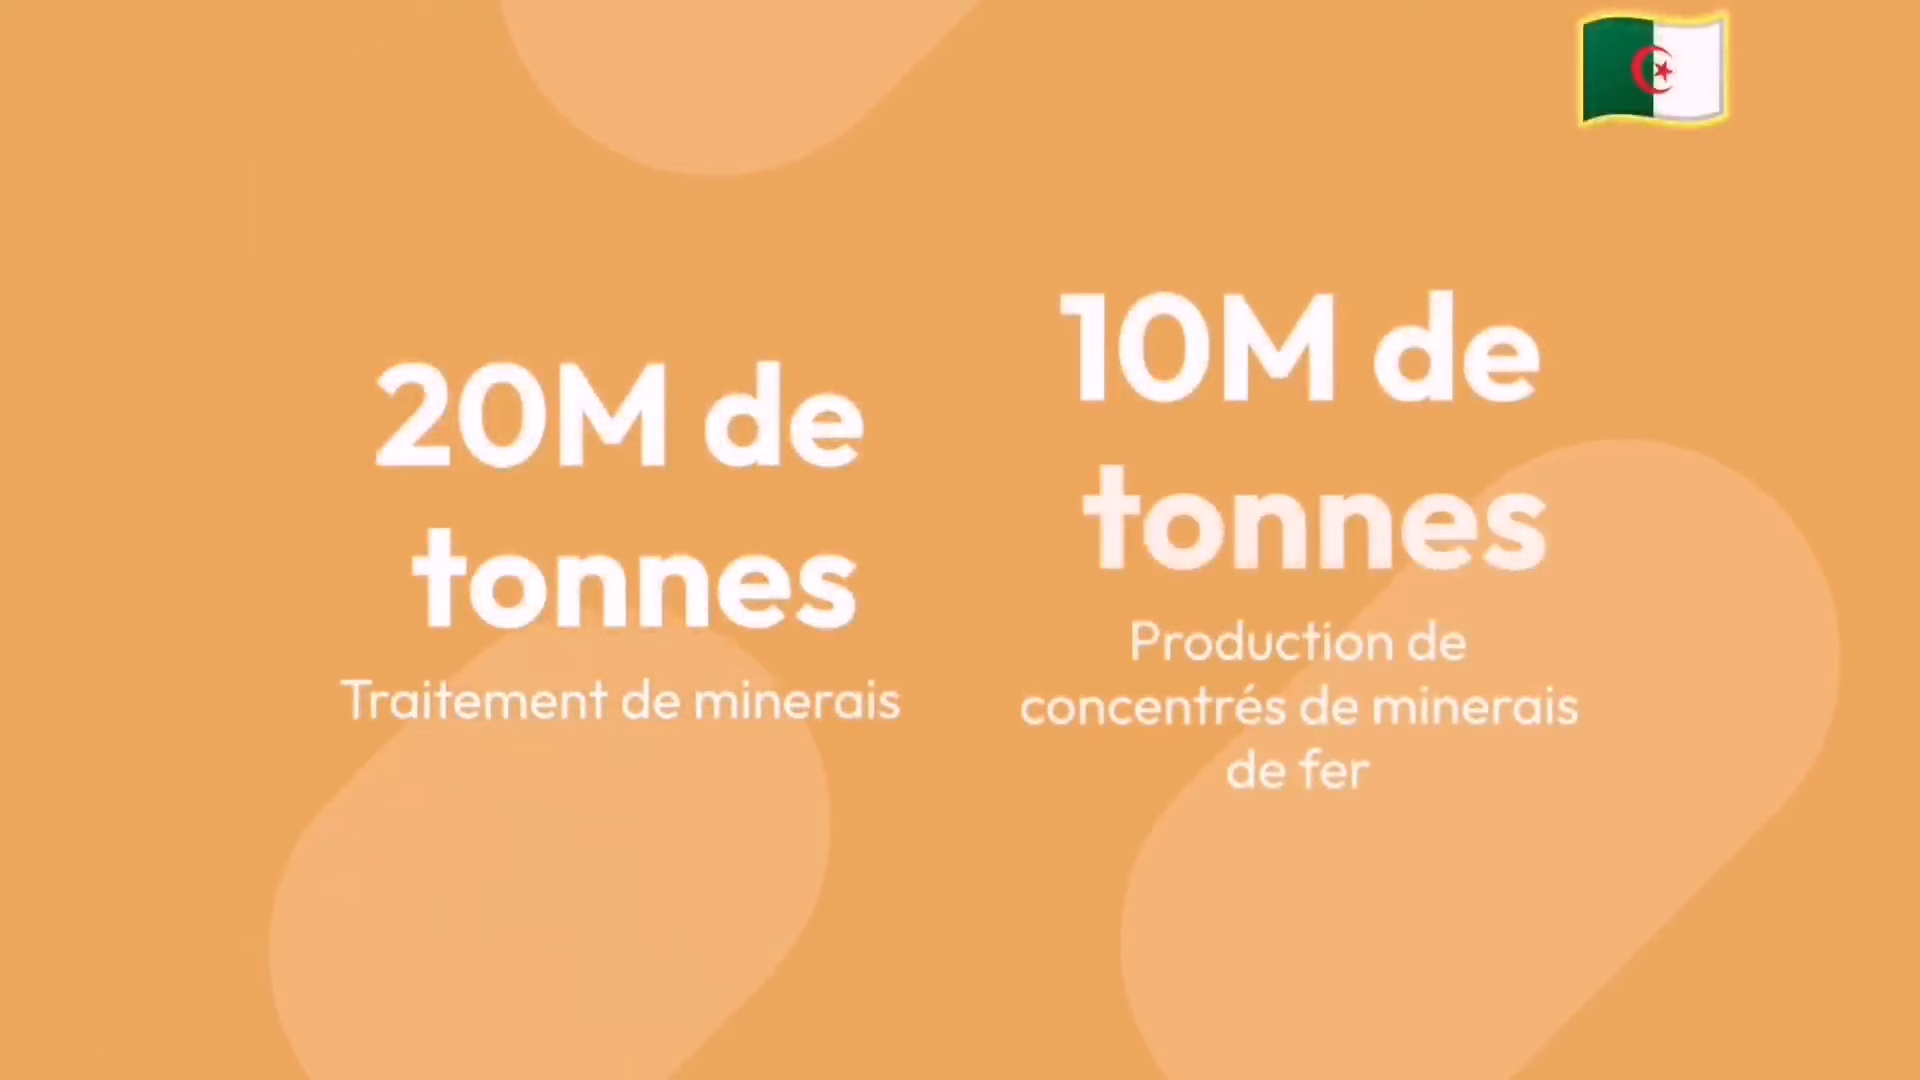 20M de
tonnes
Traitement de minerais
10M de
tonnes
Production de
concentrés de minerais
de fer